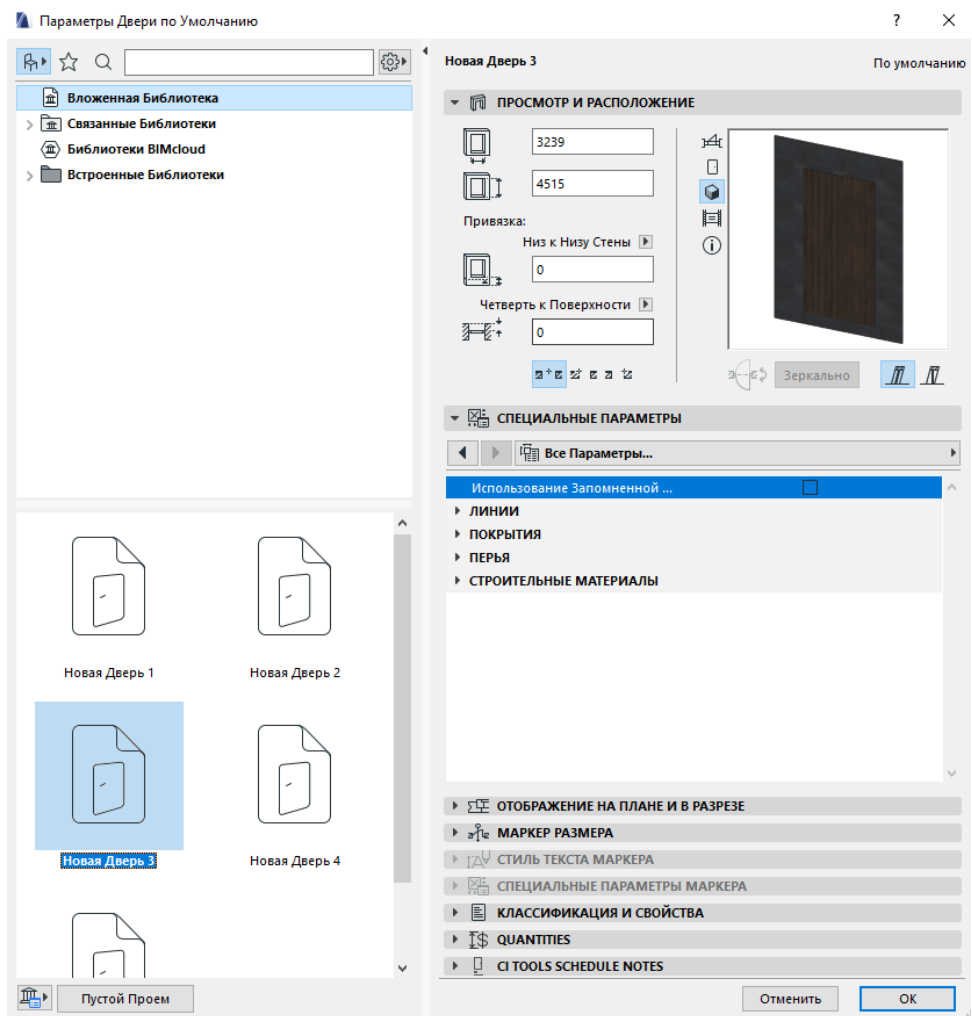 Параметры Двери по Умолчанию
?
Вложенная Библиотека
Связанные Библиотеки
Библиотеки BIMcloud
Встроенные Библиотеки
Новая Дверь 1
Новая Дверь 2
Новая Дверь 3
Новая Дверь 4
Пустой Проем
Новая Дверь 3
По умолчанию
ПРОСМОТР И РАСПОЛОЖЕНИЕ
3239
4515
Привязка:
Низ к Низу Стены
0
Четверть к Поверхности
0
Зеркально
СПЕЦИАЛЬНЫЕ ПАРАМЕТРЫ
Все Параметры...
Использование Запомненной ...
ЛИНИИ
ПОКРЫТИЯ
ПЕРЬЯ
СТРОИТЕЛЬНЫЕ МАТЕРИАЛЫ
ОТОБРАЖЕНИЕ НА ПЛАНЕ И В РАЗРЕЗЕ
МАРКЕР РАЗМЕРА
СТИЛЬ ТЕКСТА МАРКЕРА
СПЕЦИАЛЬНЫЕ ПАРАМЕТРЫ МАРКЕРА
КЛАССИФИКАЦИЯ И СВОЙСТВА
QUANTITIES
CI TOOLS SCHEDULE NOTES
Отменить
ОК